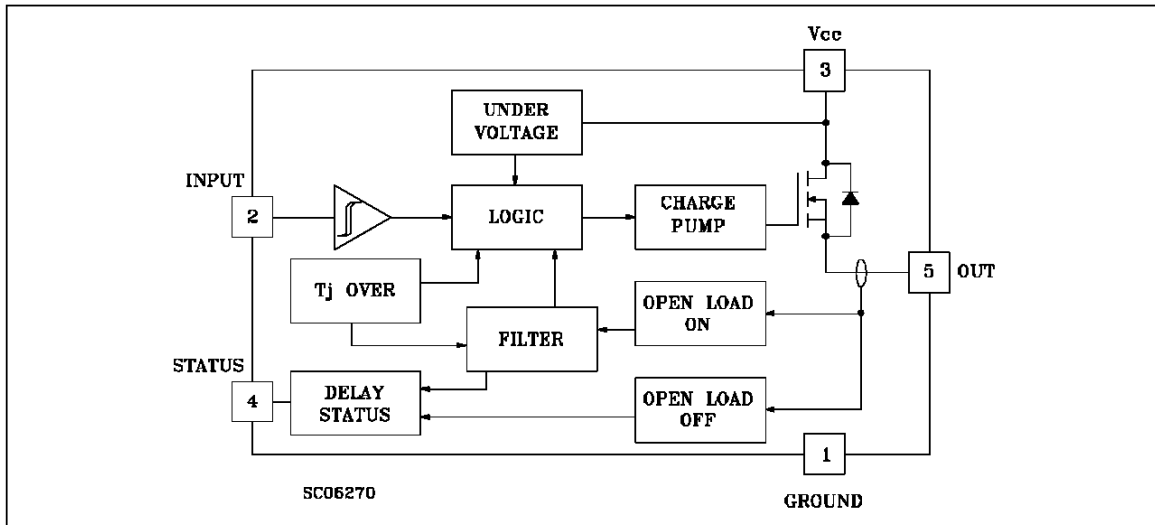 Vcc
3
UNDER
VOLTAGE
INPUT
2
LOGIC
CHARGE
PUMP
5
OUT
Tj OVER
OPEN LOAD
ON
FILTER
STATUS
4
DELAY
STATUS
OPEN LOAD
OFF
1
SC06270
GROUND